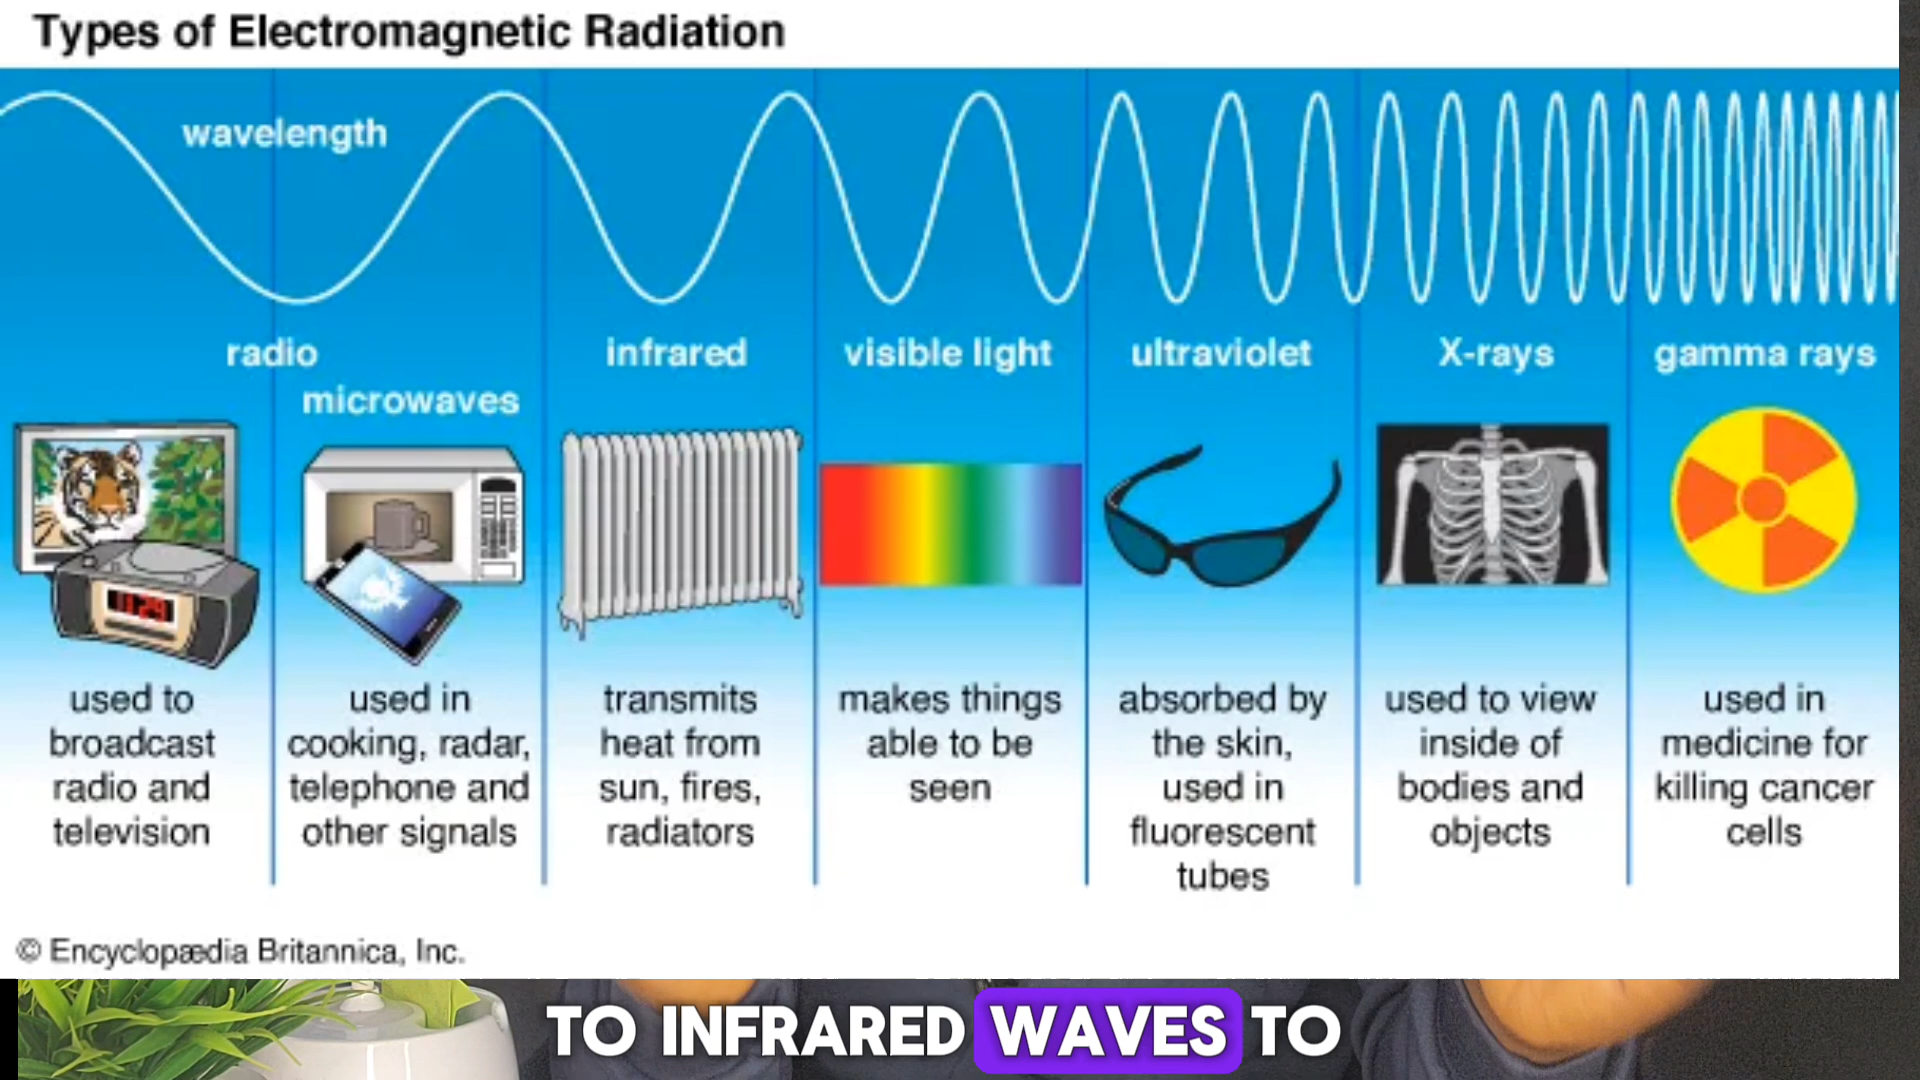 Types of Electromagnetic Radiation
wavelength
radio
microwaves
infrared
visible light
ultraviolet
X-rays
gamma rays
11:29
used to
broadcast
radio and
television
used in
cooking, radar,
telephone and
other signals
transmits
heat from
sun, fires,
radiators
makes things
able to be
seen
absorbed by
the skin,
used in
fluorescent
tubes
used to view
inside of
bodies and
objects
used in
medicine for
killing cancer
cells
© Encyclopædia Britannica, Inc.
TO INFRARED WAVES TO